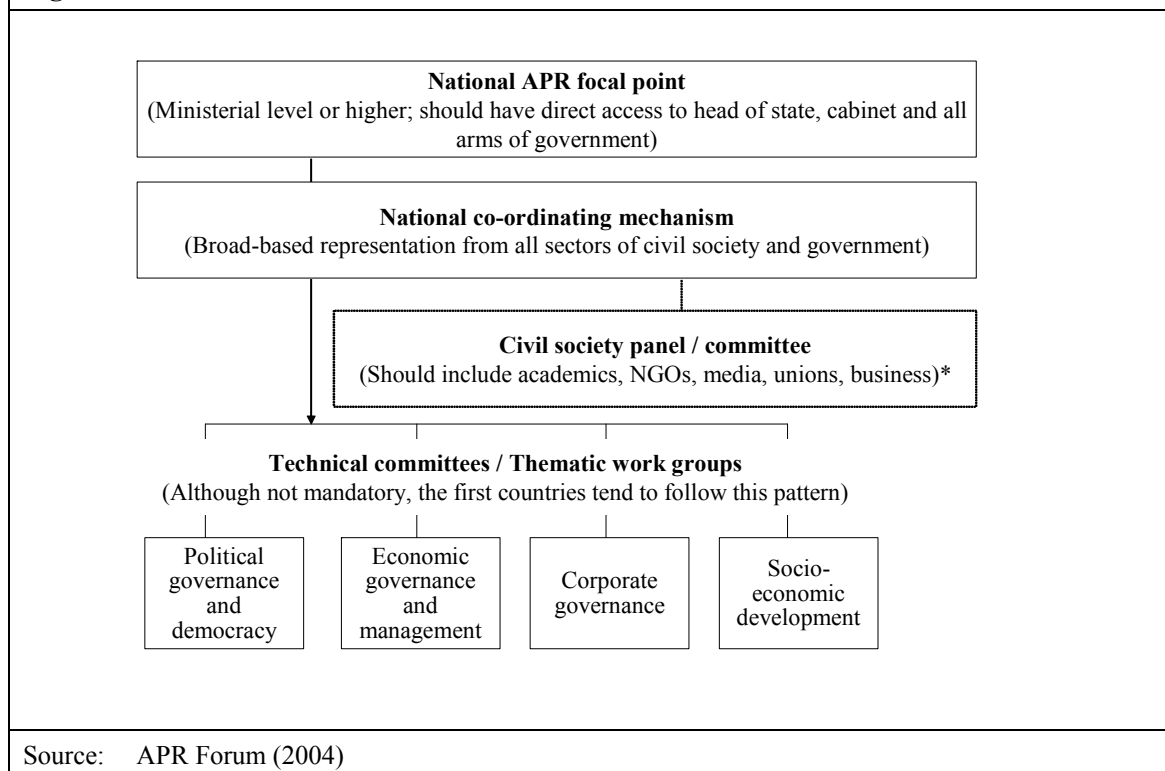 National APR focal point
(Ministerial level or higher; should have direct access to head of state, cabinet and all
arms of government)
National co-ordinating mechanism
(Broad-based representation from all sectors of civil society and government)
Civil society panel / committee
(Should include academics, NGOs, media, unions, business)*
Technical committees / Thematic work groups
(Although not mandatory, the first countries tend to follow this pattern)
Political
governance
and
democracy
Economic
governance
and
management
Corporate
governance
Socio-
economic
development
Source: APR Forum (2004)